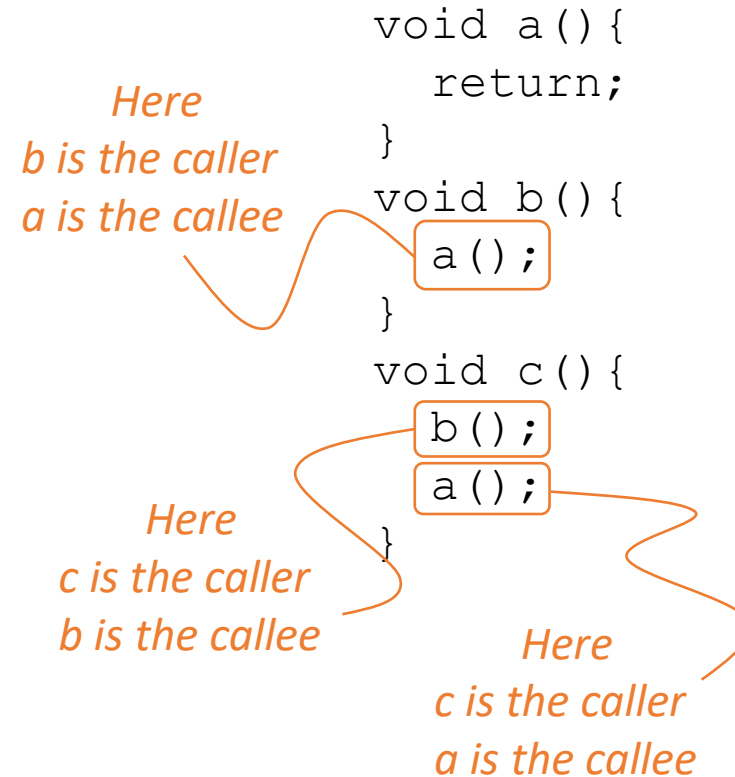 void a(){
return;
}
Here
b is the caller
a is the callee
void b(){
a();
}
void c(){
b();
a();
}
Here
c is the caller
b is the callee
Here
c is the caller
a is the callee